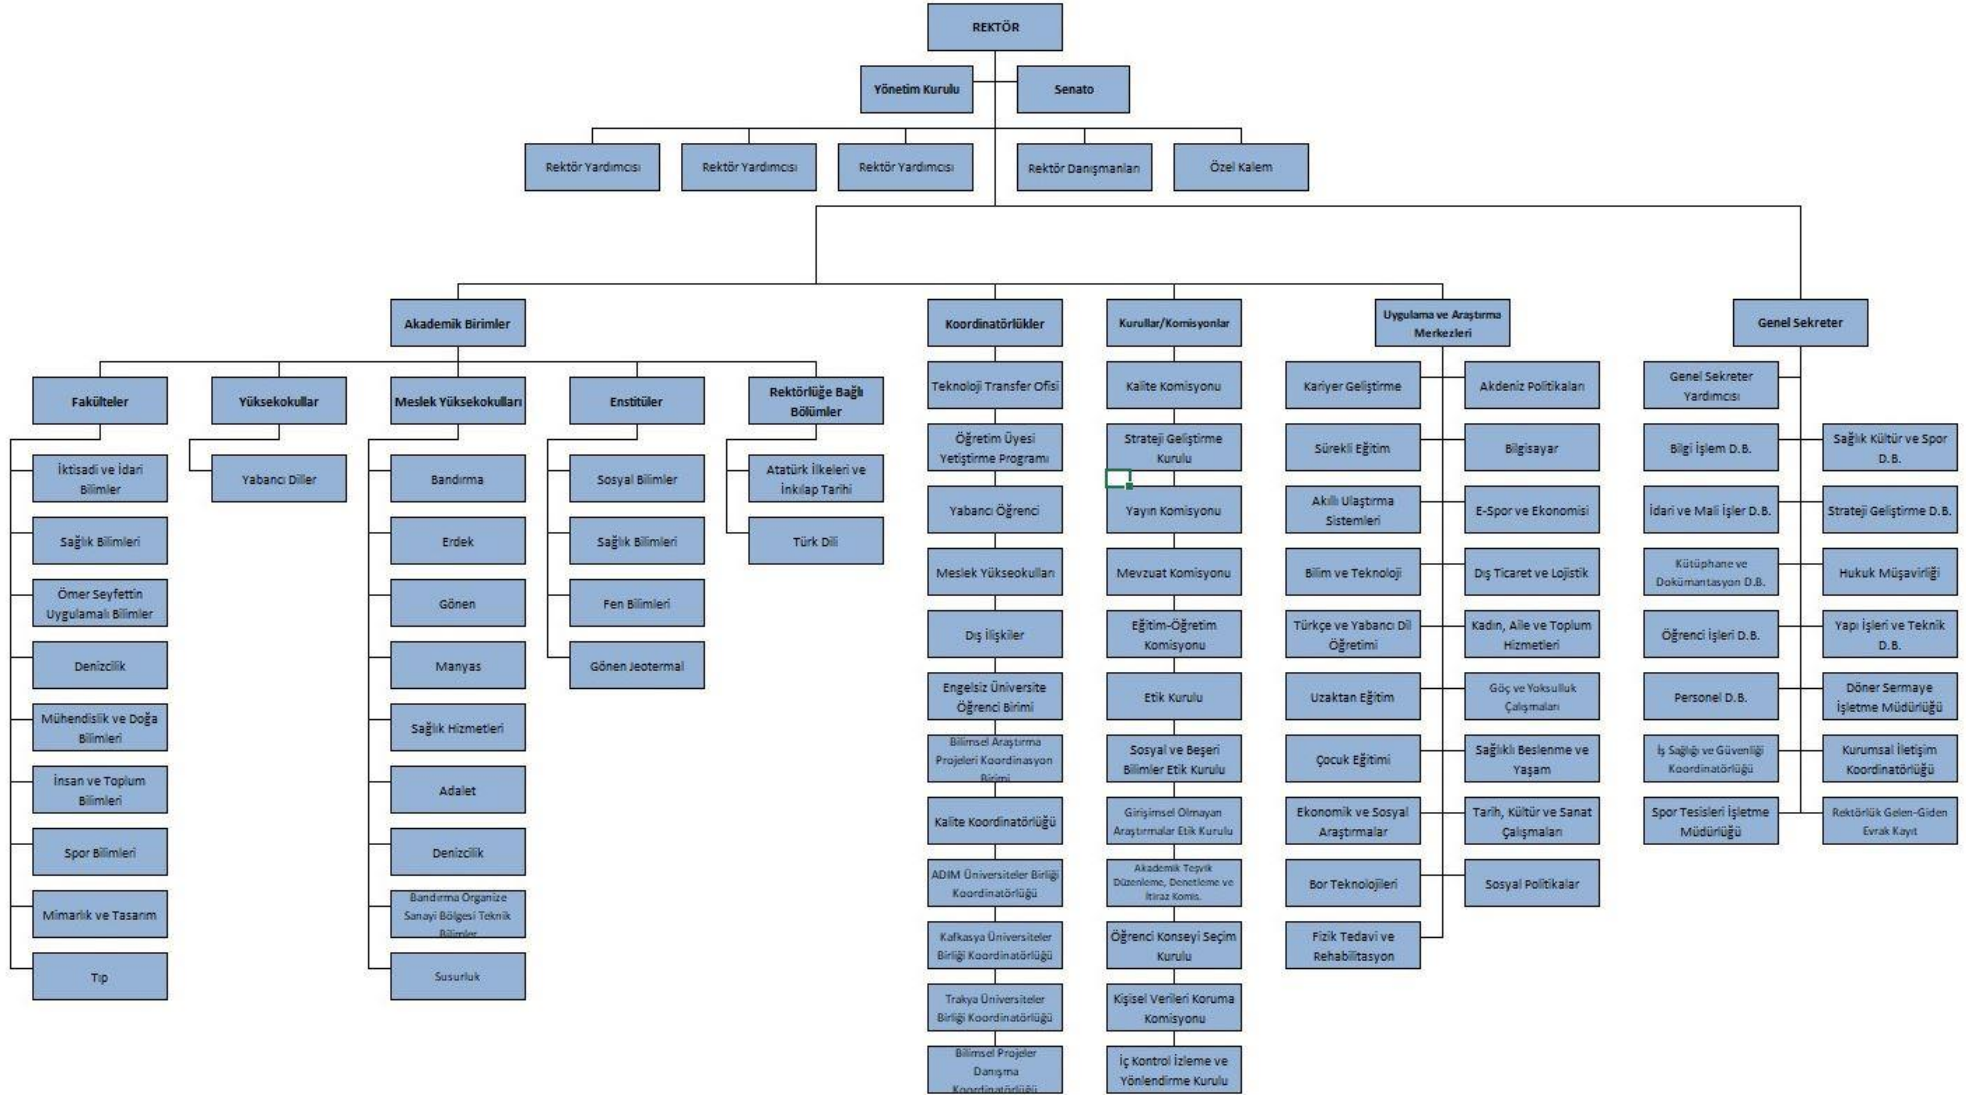 REKTÖR
Yönetim Kurulu
Senato
Rektör Yardımcısı
Rektör Yardımcısı
Rektör Yardımcısı
Rektör Danışmanları
Özel Kalem
Akademik Birimler
Fakülteler
İktisadi ve İdari
Bilimler
Sağlık Bilimleri
Ömer Seyfettin
Uygulamalı Bilimler
Denizcilik
Mühendislik ve Doğa
Bilimleri
İnsan ve Toplum
Bilimleri
Spor Bilimleri
Mimarlık ve Tasarım
Tıp
Yüksekokullar
Yabancı Diller
Meslek Yüksekokulları
Bandırma
Erdek
Gönen
Manyas
Sağlık Hizmetleri
Adalet
Denizcilik
Bandırma Organize
Sanayi Bölgesi Teknik
Bilimler
Susurluk
Enstitüler
Sosyal Bilimler
Sağlık Bilimleri
Fen Bilimleri
Gönen Jeotermal
Rektörlüğe Bağlı
Bölümler
Atatürk İlkeleri ve
İnkılap Tarihi
Türk Dili
Koordinatörlükler
Teknoloji Transfer Ofisi
Öğretim Üyesi
Yetiştirme Programı
Yabancı Öğrenci
Meslek Yükseokulları
Dış İlişkiler
Engelsiz Üniversite
Öğrenci Birimi
Bilimsel Araştırma
Projeleri Koordinasyon
Birimi
Kalite Koordinatörlüğü
ADIM Üniversiteler Birliği
Koordinatörlüğü
Kafkasya Üniversiteler
Birliği Koordinatörlüğü
Trakya Üniversiteler
Birliği Koordinatörlüğü
Bilimsel Projeler
Danışma
Koordinatörlüğü
Kurullar/Komisyonlar
Kalite Komisyonu
Strateji Geliştirme
Kurulu
Yayın Komisyonu
Mevzuat Komisyonu
Eğitim-Öğretim
Komisyonu
Etik Kurulu
Sosyal ve Beşeri
Bilimler Etik Kurulu
Girişimsel Olmayan
Araştırmalar Etik Kurulu
Akademik Teşvik
Düzenleme, Denetleme ve
İtiraz Komis.
Öğrenci Konseyi Seçim
Kurulu
Kişisel Verileri Koruma
Komisyonu
İç Kontrol İzleme ve
Yönlendirme Kurulu
Uygulama ve Araştırma
Merkezleri
Kariyer Geliştirme
Akdeniz Politikaları
Sürekli Eğitim
Bilgisayar
Akıllı Ulaştırma
Sistemleri
E-Spor ve Ekonomisi
Bilim ve Teknoloji
Dış Ticaret ve Lojistik
Türkçe ve Yabancı Dil
Öğretimi
Kadın, Aile ve Toplum
Hizmetleri
Uzaktan Eğitim
Göç ve Yoksulluk
Çalışmaları
Çocuk Eğitimi
Sağlıklı Beslenme ve
Yaşam
Ekonomik ve Sosyal
Araştırmalar
Tarih, Kültür ve Sanat
Çalışmaları
Bor Teknolojileri
Sosyal Politikalar
Fizik Tedavi ve
Rehabilitasyon
Genel Sekreter
Genel Sekreter
Yardımcısı
Bilgi İşlem D.B.
Sağlık Kültür ve Spor
D.B.
İdari ve Mali İşler D.B.
Strateji Geliştirme D.B.
Kütüphane ve
Dokümantasyon D.B.
Hukuk Müşavirliği
Öğrenci İşleri D.B.
Yapı İşleri ve Teknik
D.B.
Personel D.B.
Döner Sermaye
İşletme Müdürlüğü
İş Sağlığı ve Güvenliği
Koordinatörlüğü
Kurumsal İletişim
Koordinatörlüğü
Spor Tesisleri İşletme
Müdürlüğü
Rektörlük Gelen-Giden
Evrak Kayıt